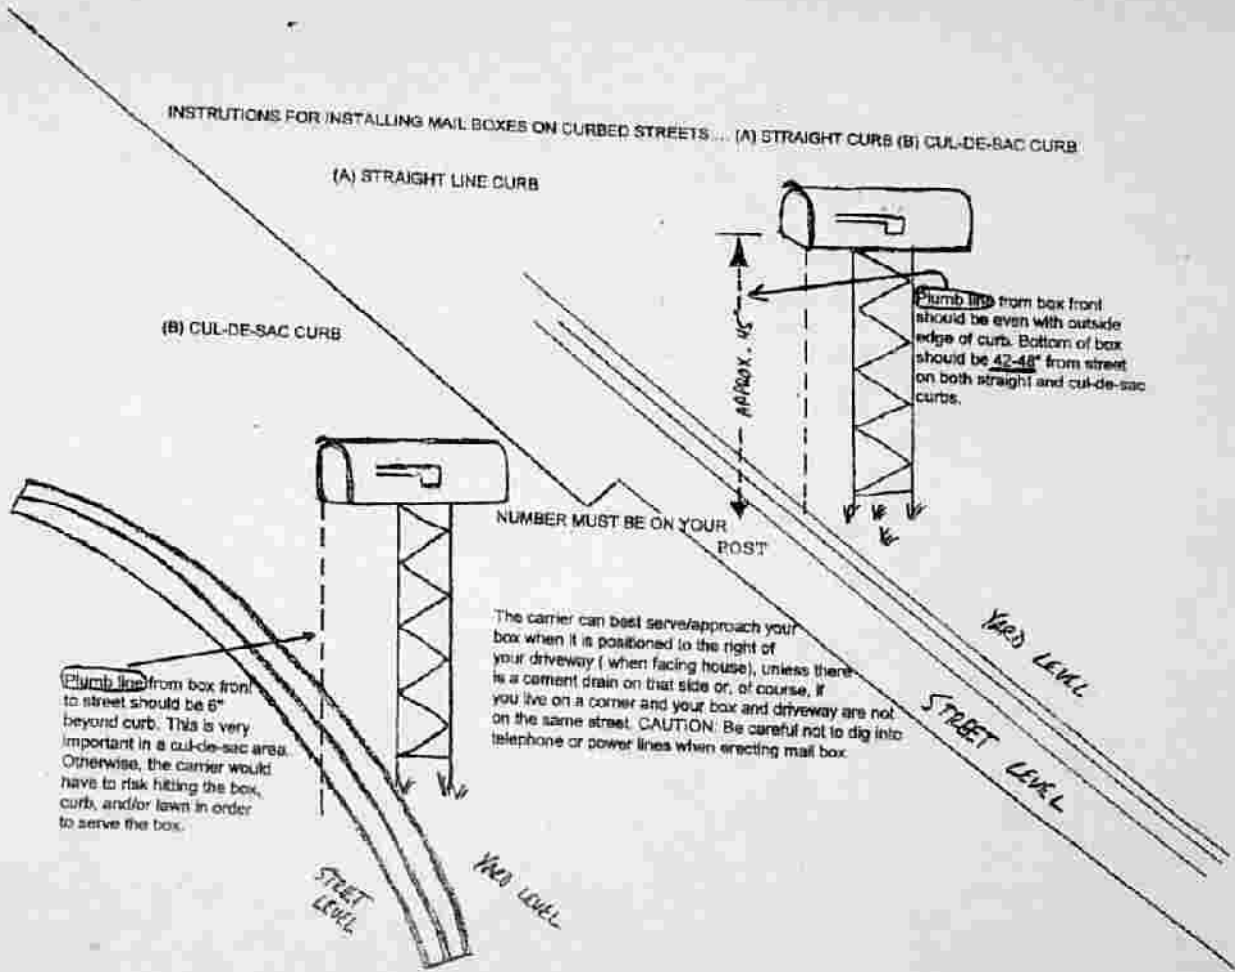 INSTRUTIONS FOR INSTALLING MAIL BOXES ON CURBED STREETS.... (A) STRAIGHT CURB (B) CUL-DE-SAC CURB
(A) STRAIGHT LINE CURB
APPROX. 45"
Plumb line from box front
should be even with outside
edge of curb. Bottom of box
should be 42-48" from street
on both straight and cul-de-sac
curbs.
YARD LEVEL
STREET LEVEL
(B) CUL-DE-SAC CURB
NUMBER MUST BE ON YOUR
POST
The carrier can best serve/approach your
box when it is positioned to the right of
your driveway ( when facing house), unless there
is a cement drain on that side or, of course, if
you live on a corner and your box and driveway are not
on the same street. CAUTION: Be careful not to dig into
telephone or power lines when erecting mail box.
Plumb line from box front
to street should be 6"
beyond curb. This is very
important in a cul-de-sac area.
Otherwise, the carrier would
have to risk hitting the box,
curb, and/or lawn in order
to serve the box.
STREET
LEVEL
YARD LEVEL